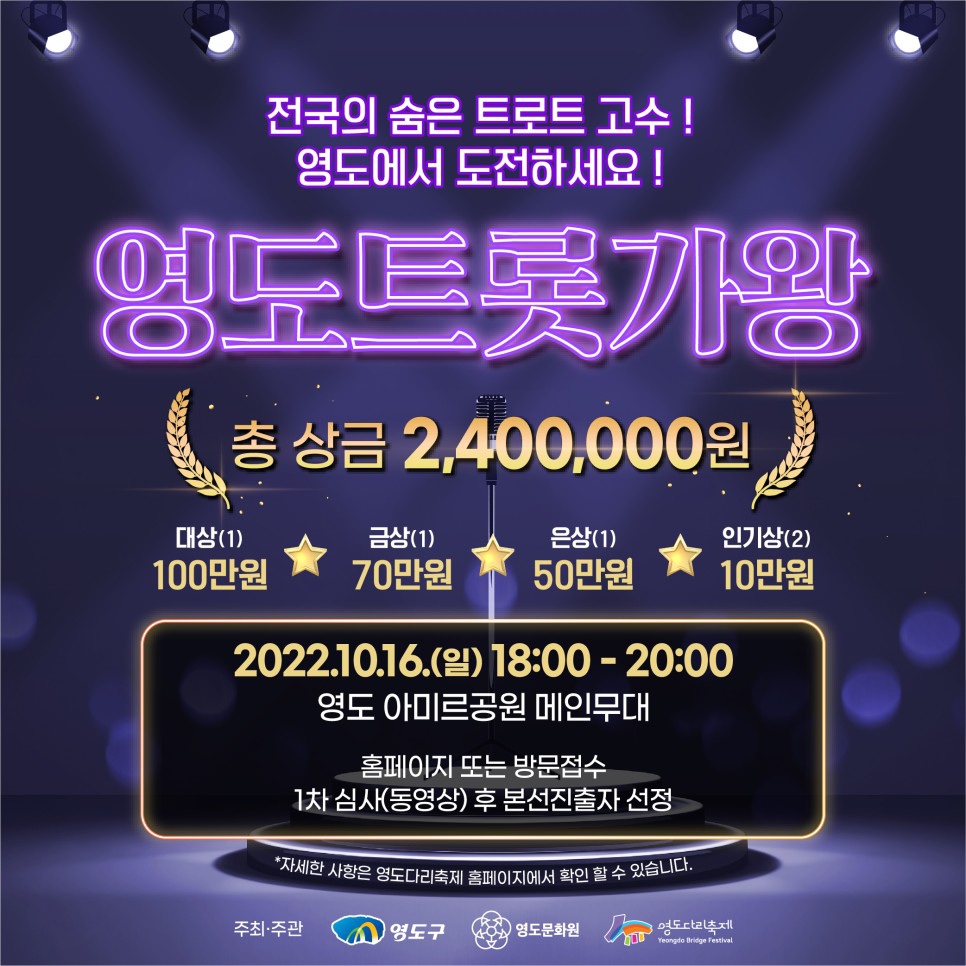 전국의 숨은 트로트 고수 !
영도에서 도전하세요 !
영도트롯가왕
총 상금 2,400,000원
대상(1) 금상(1) 은상(1) 인기상(2)
100만원 70만원 50만원 10만원
2022.10.16.(일) 18:00 - 20:00
영도 아미르공원 메인무대
홈페이지 또는 방문접수
1차 심사(동영상) 후 본선진출자 선정
*자세한 사항은 영도다리축제 홈페이지에서 확인 할 수 있습니다.
주최·주관 영도구 영도문화원 영도다리축제
Yeongdo Bridge Festival